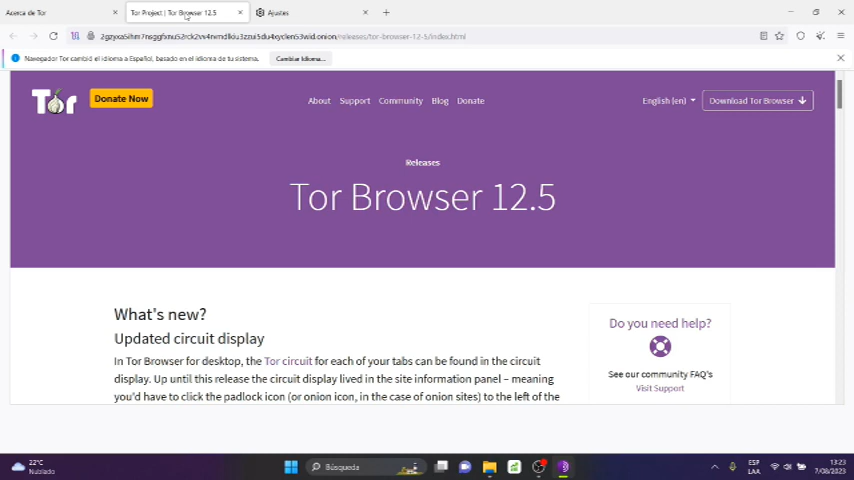 Acerca de Tor
Tor Project | Tor Browser 12.5
Ajustes
/releases/tor-browser-12-5/index.html
Navegador Tor cambió el idioma a Español, basado en el idioma de tu sistema.
Cambiar Idioma...
Tor
Donate Now
About Support Community Blog Donate
English (en)
Download Tor Browser
Releases
Tor Browser 12.5
What's new?
Updated circuit display
In Tor Browser for desktop, the Tor circuit for each of your tabs can be found in the circuit
display. Up until this release the circuit display lived in the site information panel – meaning
you'd have to click the padlock icon (or onion icon, in the case of onion sites) to the left of the
Do you need help?
See our community FAQ's
Visit Support
22°C
Nublado
Búsqueda
ESP
LAA
13:23
7/08/2023